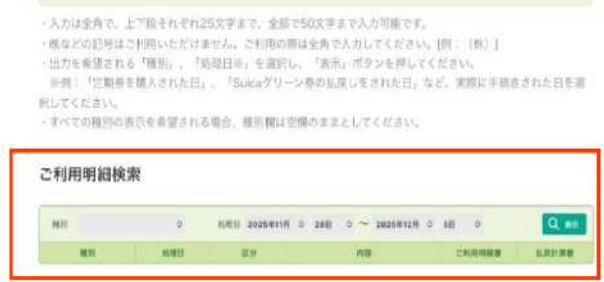 ・入力は全角で、上下段それぞれ25文字まで、全部で50文字まで入力可能です。
・㈱などの記号はご利用いただけません。ご利用の際は全角で入力してください。[例：（株）]
・出力を希望される「種別」、「処理日※」を選択し、「表示」ボタンを押してください。
※例：「定期券を購入された日」、「Suicaグリーン券の払戻しをされた日」など、実際に手続きされた日を選
択してください。
・すべての種別の表示を希望される場合、種別欄は空欄のままとしてください。
ご利用明細検索
種別 処理日 2025年11月 28日 ～ 2025年12月 6日 表示
種別 処理日 区分 内容 ご利用明細書 払戻計算書